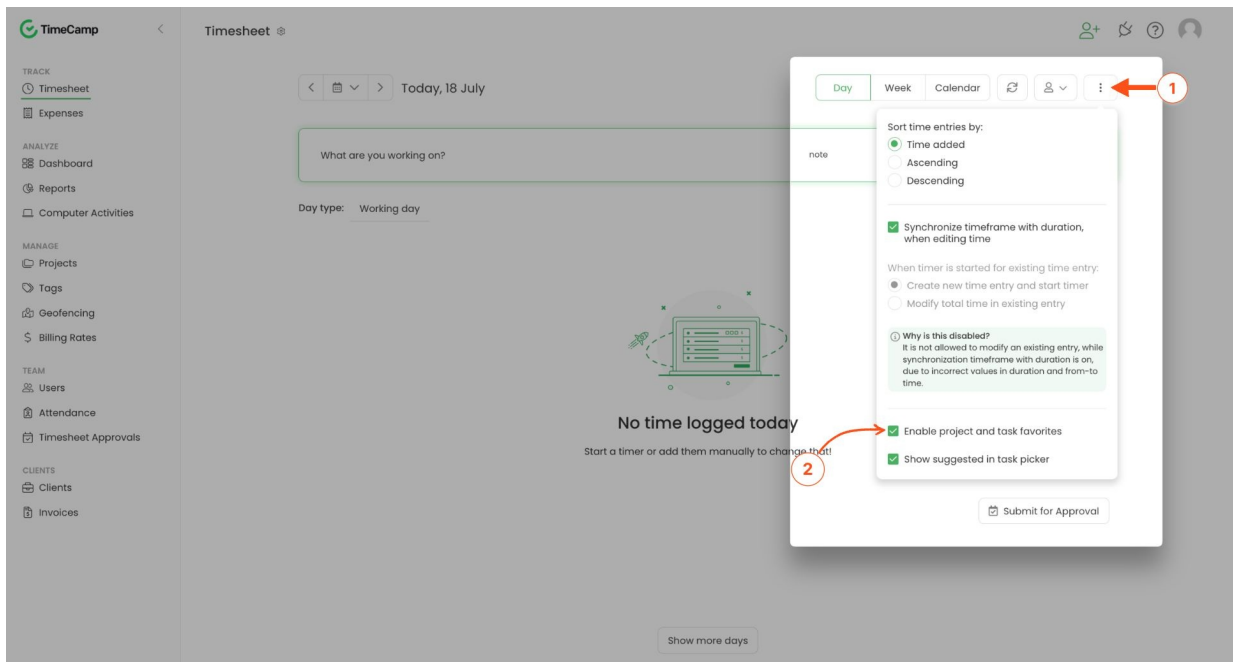 TimeCamp
Timesheet
TRACK
Timesheet
Expenses
ANALYZE
Dashboard
Reports
Computer Activities
MANAGE
Projects
Tags
Geofencing
Billing Rates
TEAM
Users
Attendance
Timesheet Approvals
CLIENTS
Clients
Invoices
Today, 18 July
Day Week Calendar
1
What are you working on? note
Day type: Working day
Sort time entries by:
Time added
Ascending
Descending
Synchronize timeframe with duration,
when editing time
When timer is started for existing time entry:
Create new time entry and start timer
Modify total time in existing entry
Why is this disabled?
It is not allowed to modify an existing entry, while
synchronization timeframe with duration is on,
due to incorrect values in duration and from-to
time.
Enable project and task favorites
Show suggested in task picker
No time logged today
Start a timer or add them manually to change that!
2
Submit for Approval
Show more days